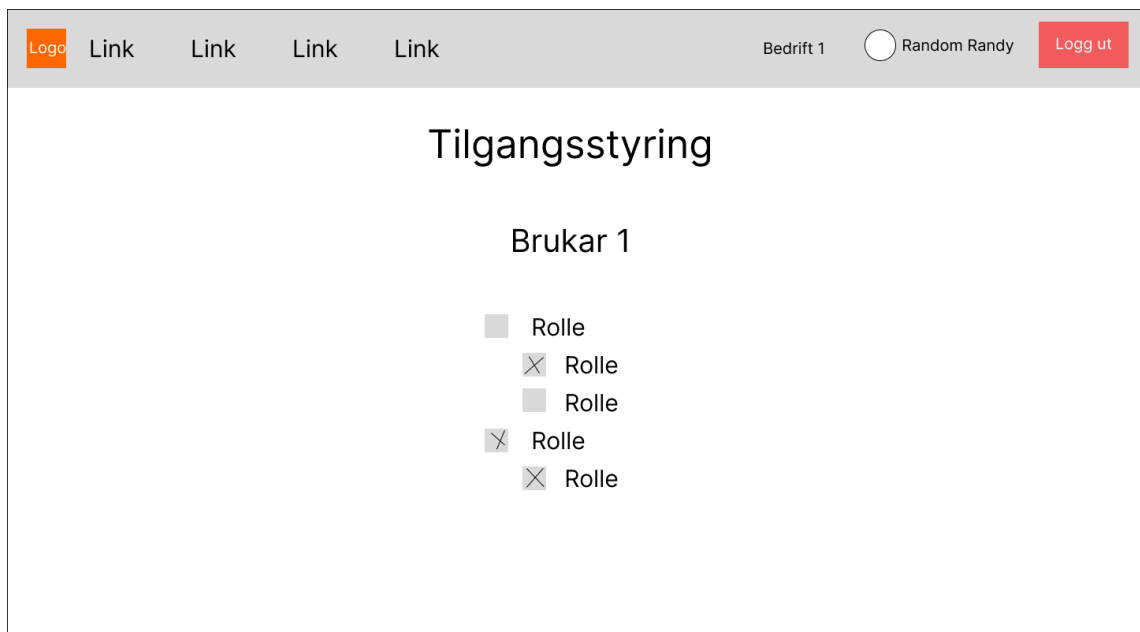 Logo Link Link Link Link Bedrift 1 Random Randy Logg ut
Tilgangsstyring
Brukar 1
Rolle
Rolle
Rolle
Rolle
Rolle